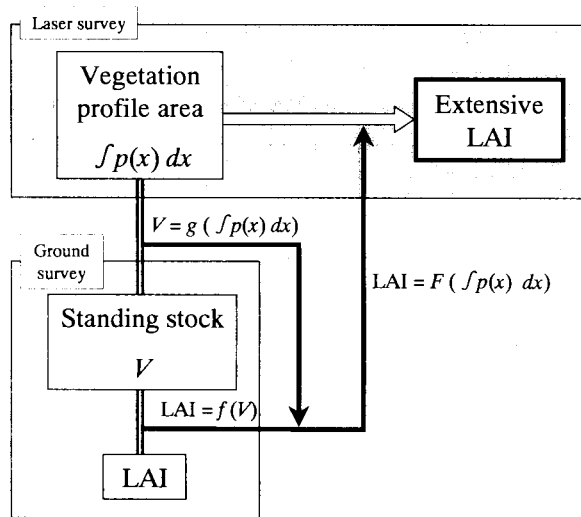 Laser survey
Vegetation
profile area
∫p(x) dx
Extensive
LAI
V = g ( ∫p(x) dx)
Ground
survey
LAI = F ( ∫p(x) dx)
Standing stock
V
LAI = f (V)
LAI